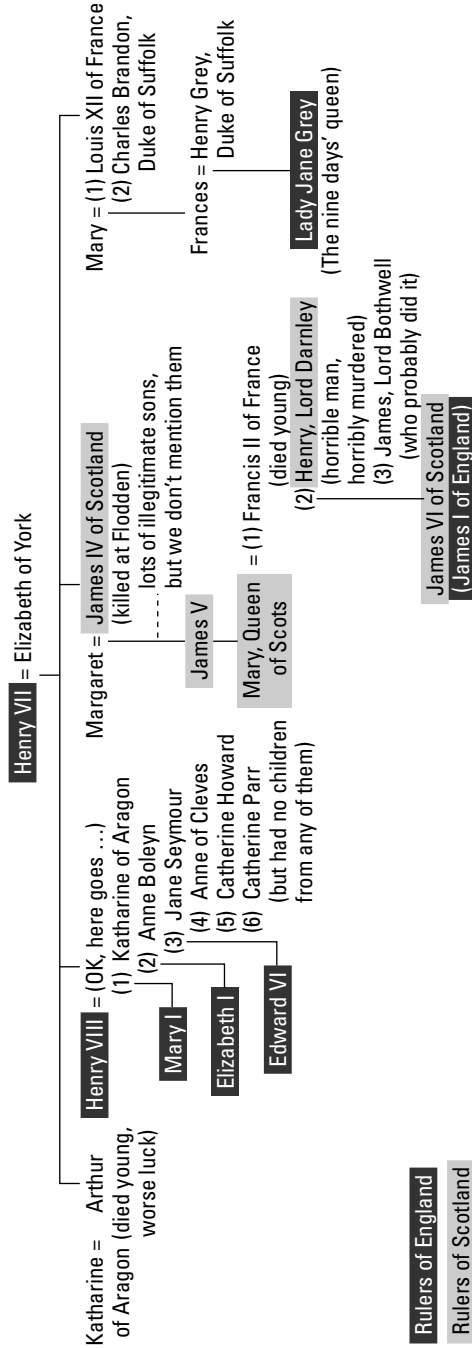 Henry VII = Elizabeth of York
Katharine = Arthur
of Aragon (died young,
worse luck)
Henry VIII = (OK, here goes ...)
(1) Katharine of Aragon
(2) Anne Boleyn
(3) Jane Seymour
(4) Anne of Cleves
(5) Catherine Howard
(6) Catherine Parr
(but had no children
from any of them)
Mary I
Elizabeth I
Edward VI
Margaret = James IV of Scotland
(killed at Flodden)
lots of illegitimate sons,
but we don't mention them
James V
Mary, Queen
of Scots
= (1) Francis II of France
(died young)
(2) Henry, Lord Darnley
(horrible man,
horribly murdered)
(3) James, Lord Bothwell
(who probably did it)
James VI of Scotland
(James I of England)
Mary = (1) Louis XII of France
(2) Charles Brandon,
Duke of Suffolk
Frances = Henry Grey,
Duke of Suffolk
Lady Jane Grey
(The nine days' queen)
Rulers of England
Rulers of Scotland